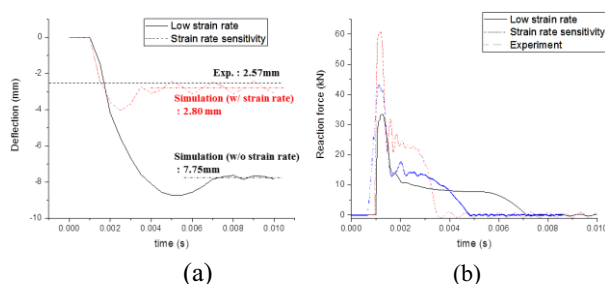 (a)
Low strain rate
Strain rate sensitivity
Exp. : 2.57mm
Simulation (w/ strain rate)
: 2.80 mm
Simulation (w/o strain rate)
: 7.75mm
Deflection (mm)
0
-2
-4
-6
-8
-10
0.000 0.002 0.004 0.006 0.008 0.010
time (s)
(a)
(b)
Low strain rate
Strain rate sensitivity
Experiment
Reaction force (kN)
70
60
50
40
30
20
10
0
0.000 0.002 0.004 0.006 0.008 0.010
time (s)
(b)